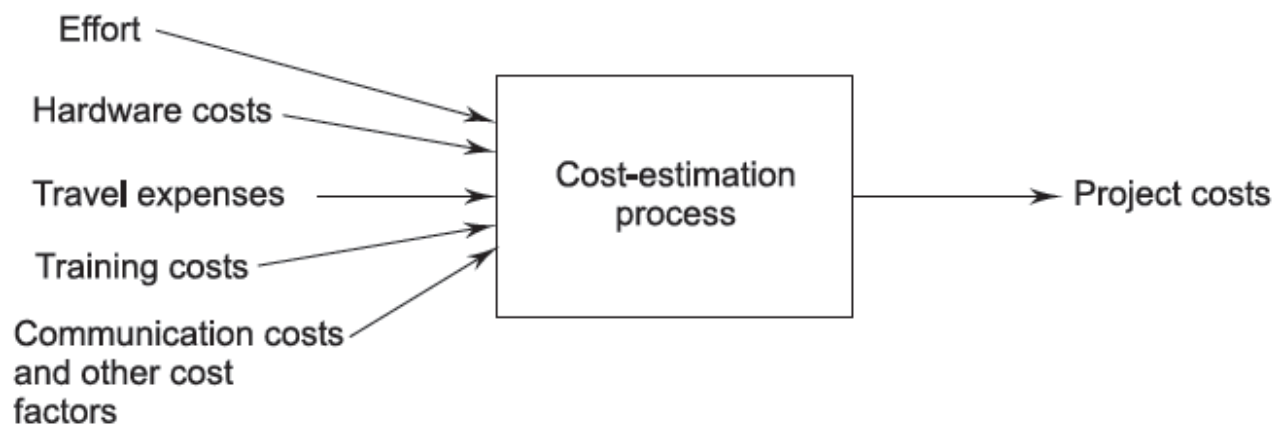 Effort
Hardware costs
Travel expenses
Training costs
Communication costs
and other cost
factors
Cost-estimation
process
Project costs